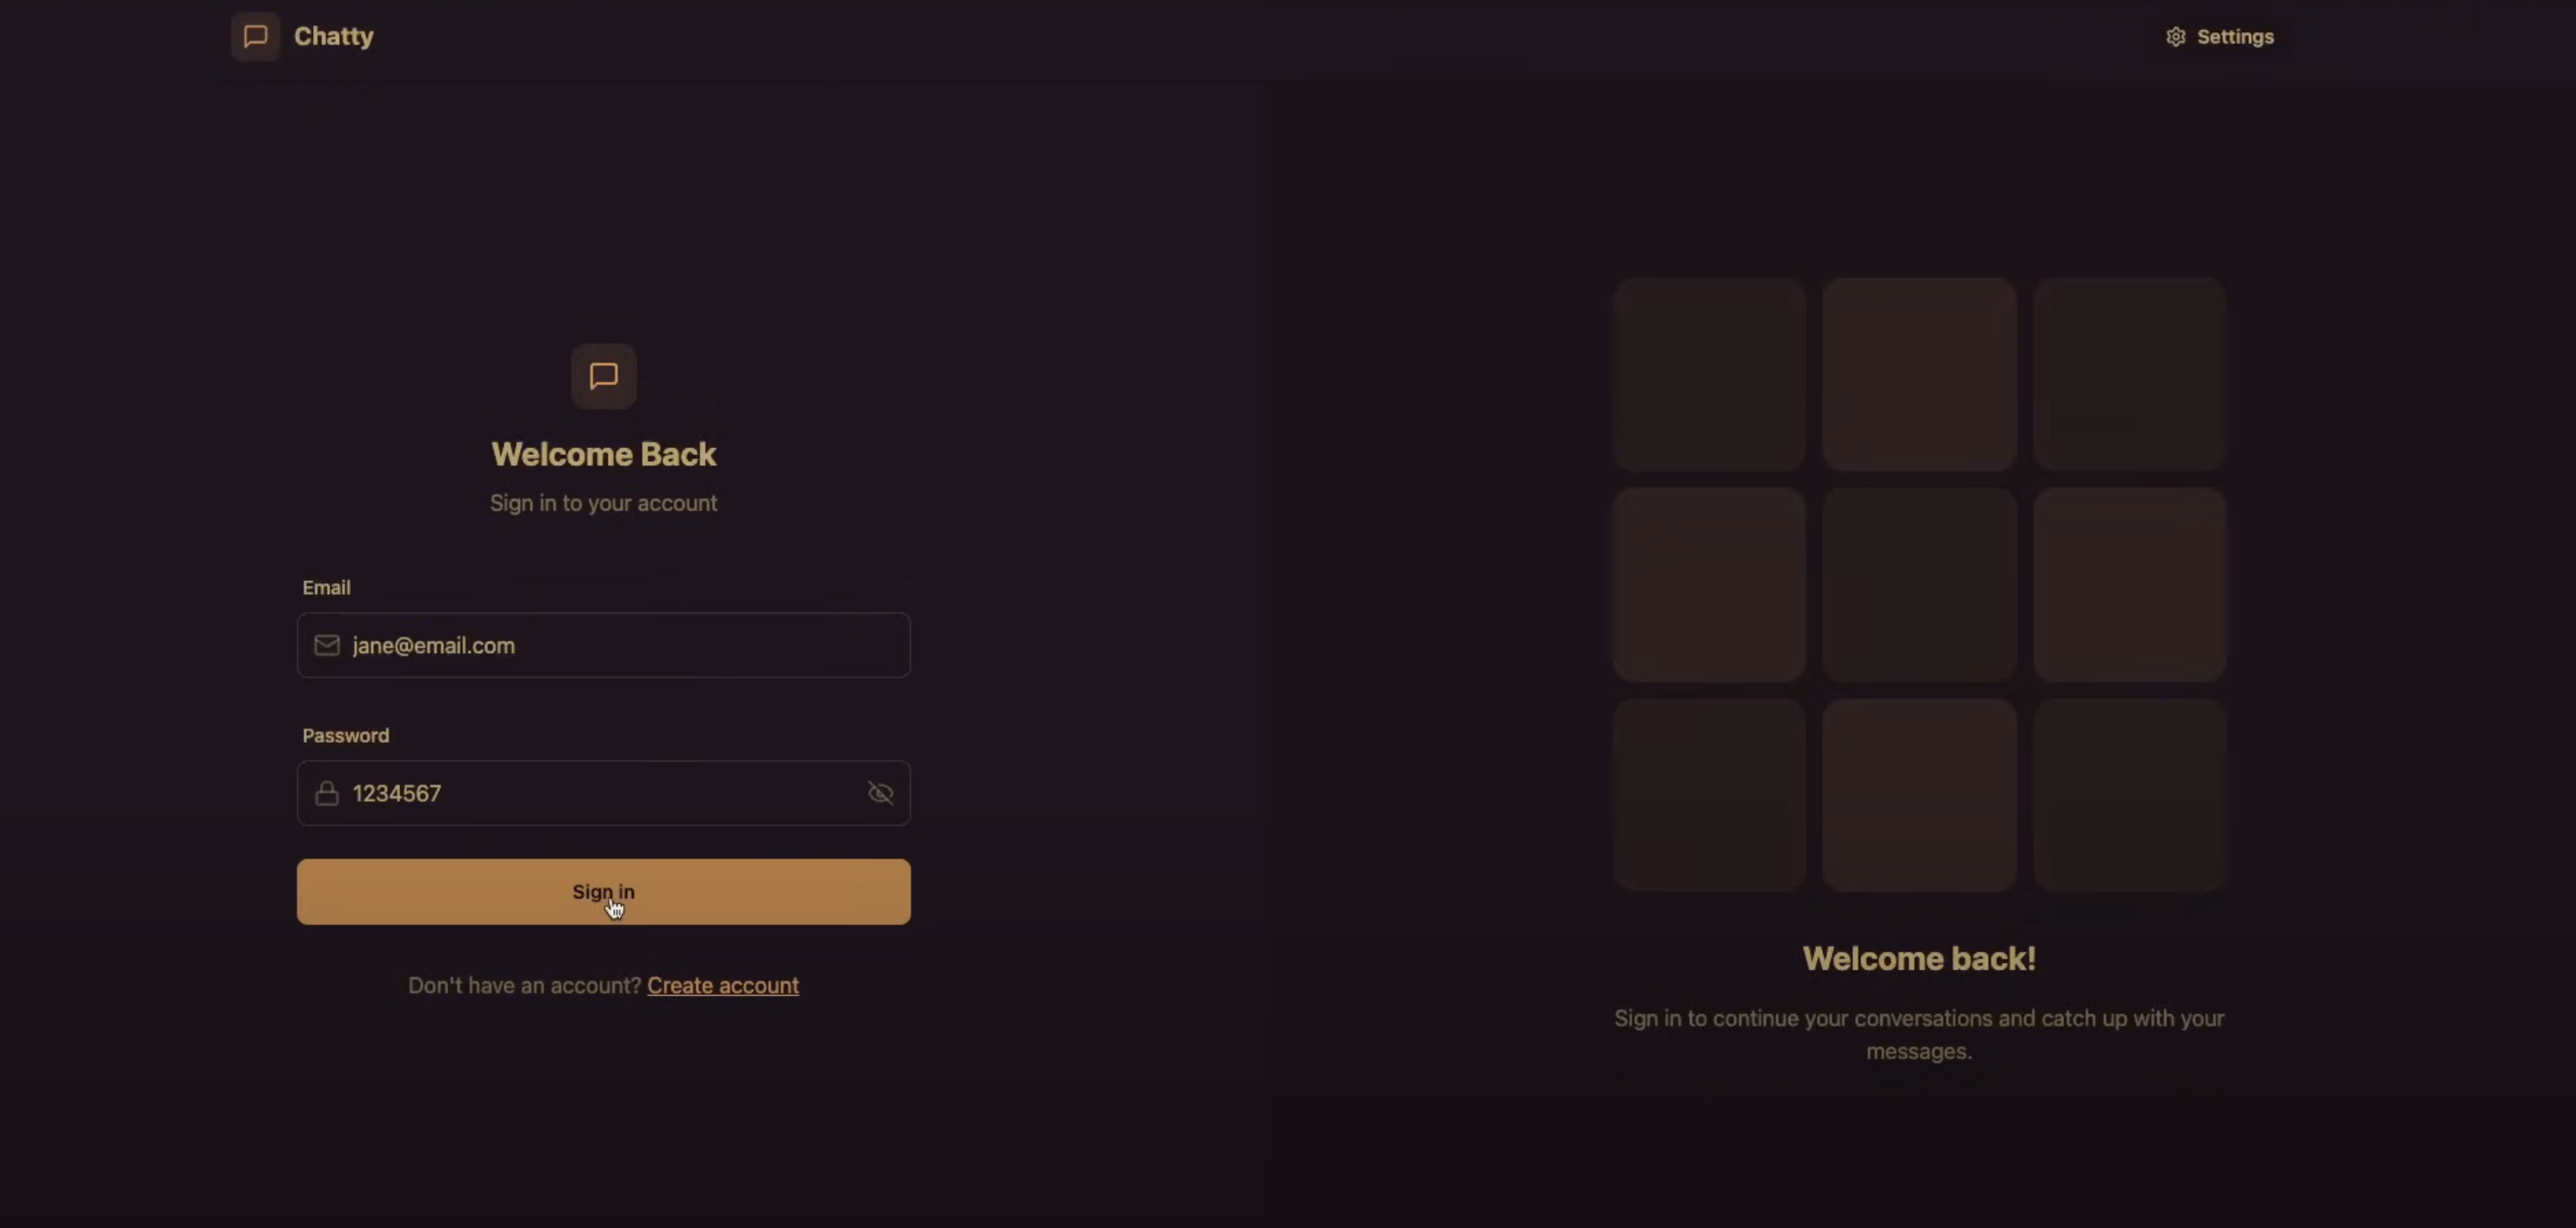 Chatty
Settings
Welcome Back
Sign in to your account
Email
jane@email.com
Password
1234567
Sign in
Don't have an account? Create account
Welcome back!
Sign in to continue your conversations and catch up with your
messages.